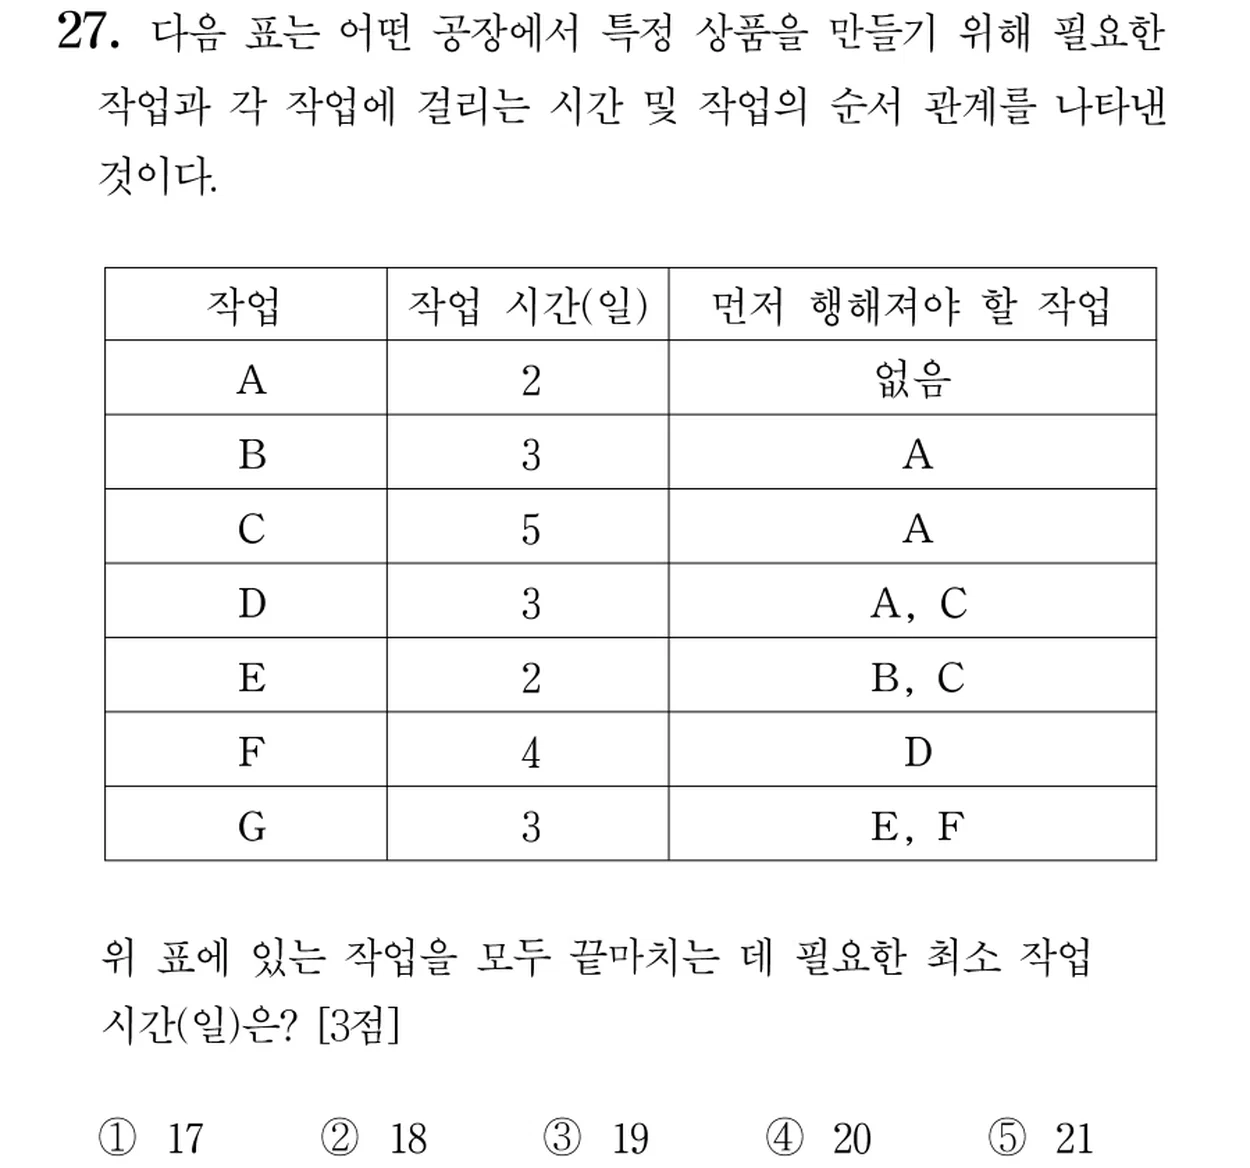 27. 다음 표는 어떤 공장에서 특정 상품을 만들기 위해 필요한
작업과 각 작업에 걸리는 시간 및 작업의 순서 관계를 나타낸
것이다.
작업 작업 시간(일) 먼저 행해져야 할 작업
A 2 없음
B 3 A
C 5 A
D 3 A, C
E 2 B, C
F 4 D
G 3 E, F
위 표에 있는 작업을 모두 끝마치는 데 필요한 최소 작업
시간(일)은? [3점]
① 17 ② 18 ③ 19 ④ 20 ⑤ 21